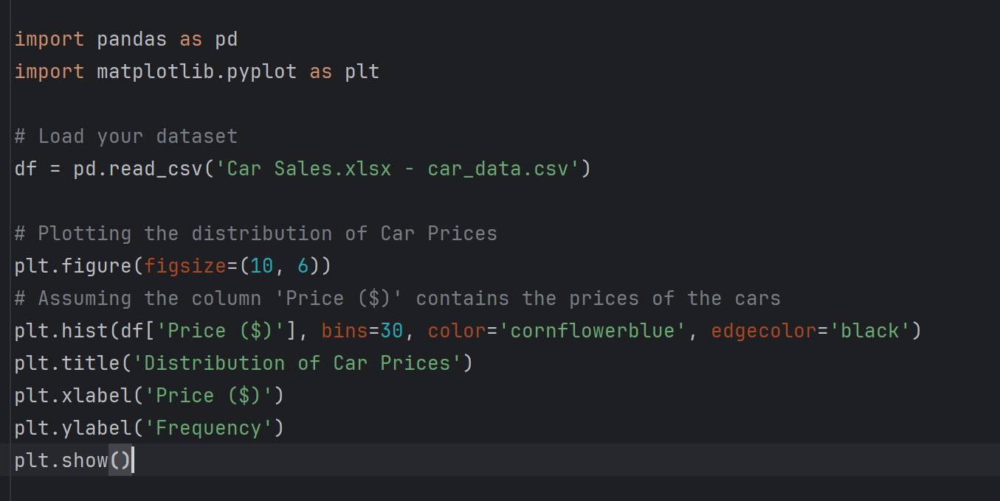 import pandas as pd
import matplotlib.pyplot as plt
# Load your dataset
df = pd.read_csv('Car Sales.xlsx - car_data.csv')
# Plotting the distribution of Car Prices
plt.figure(figsize=(10, 6))
# Assuming the column 'Price ($)' contains the prices of the cars
plt.hist(df['Price ($)'], bins=30, color='cornflowerblue', edgecolor='black')
plt.title('Distribution of Car Prices')
plt.xlabel('Price ($)')
plt.ylabel('Frequency')
plt.show()